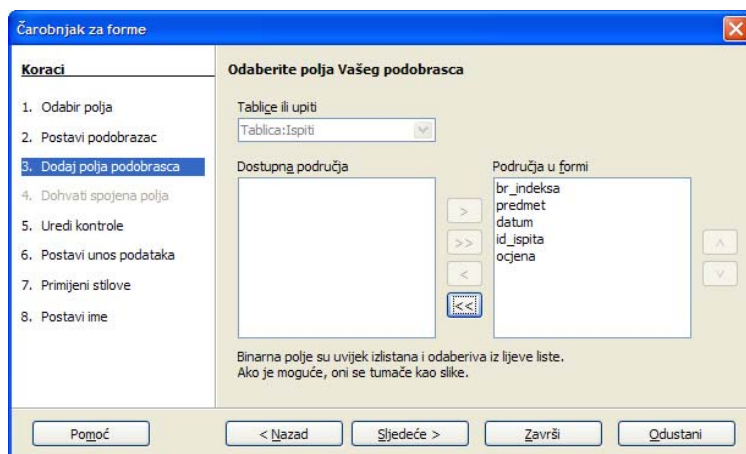 Čarobnjak za forme
Koraci
1. Odabir polja
2. Postavi podobrazac
3. Dodaj polja podobrasca
4. Dohvati spojena polja
5. Uredi kontrole
6. Postavi unos podataka
7. Primijeni stilove
8. Postavi ime
Odaberite polja Vašeg podobrasca
Tablice ili upiti
Tablica:Ispiti
Dostupna područja
Područja u formi
br_indeksa
predmet
datum
id_ispita
ocjena
>
>>
<
<<
Binarna polje su uvijek izlistana i odaberiva iz lijeve liste.
Ako je moguće, oni se tumače kao slike.
Pomoć
< Nazad
Sljedeće >
Završi
Odustani